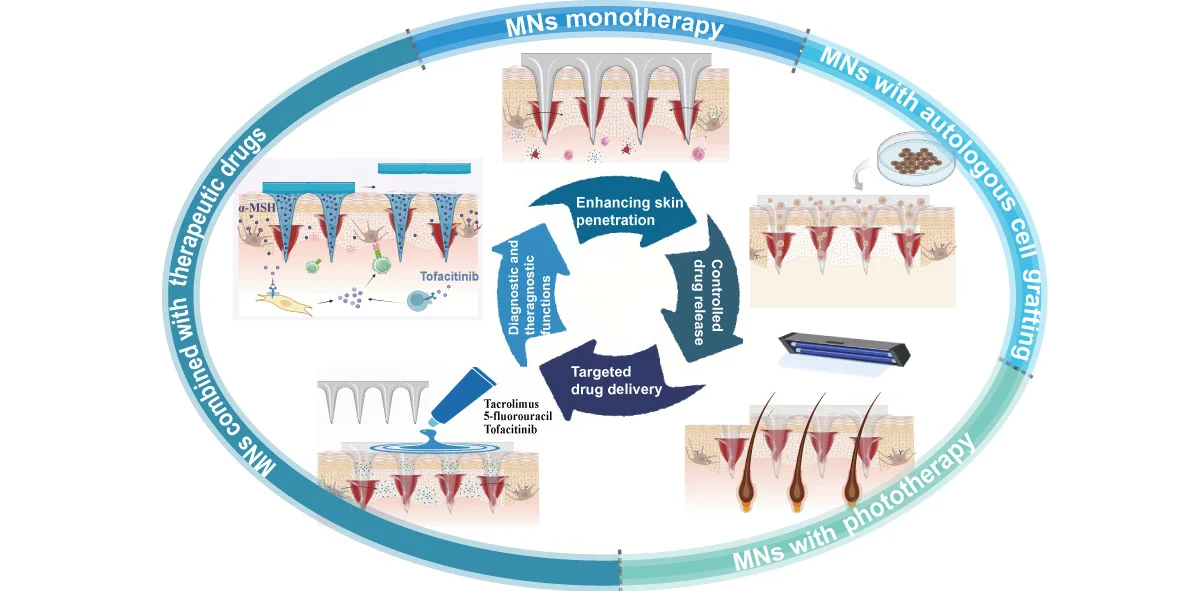 MNs monotherapy
MNs with autologous cell grafting
MNs with phototherapy
MNs combined with therapeutic drugs
α-MSH
Tofacitinib
Enhancing skin
penetration
Controlled
drug release
Targeted
drug delivery
Diagnostic and
theragnostic
functions
Tacrolimus
5-fluorouracil
Tofacitinib